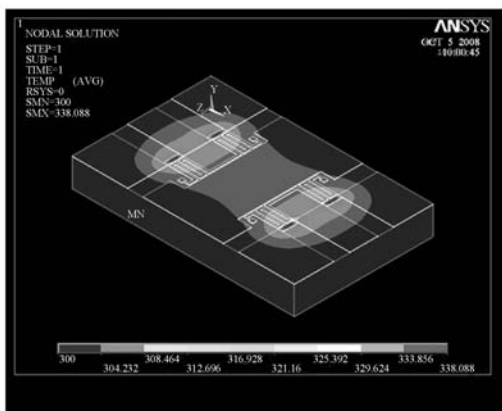 1
NODAL SOLUTION
STEP=1
SUB=1
TIME=1
TEMP (AVG)
RSYS=0
SMN=300
SMX=338.088
ANSYS
OCT 5 2008
10:00:45
Y
Z X
MN
300 308.464 316.928 325.392 333.856
304.232 312.696 321.16 329.624 338.088